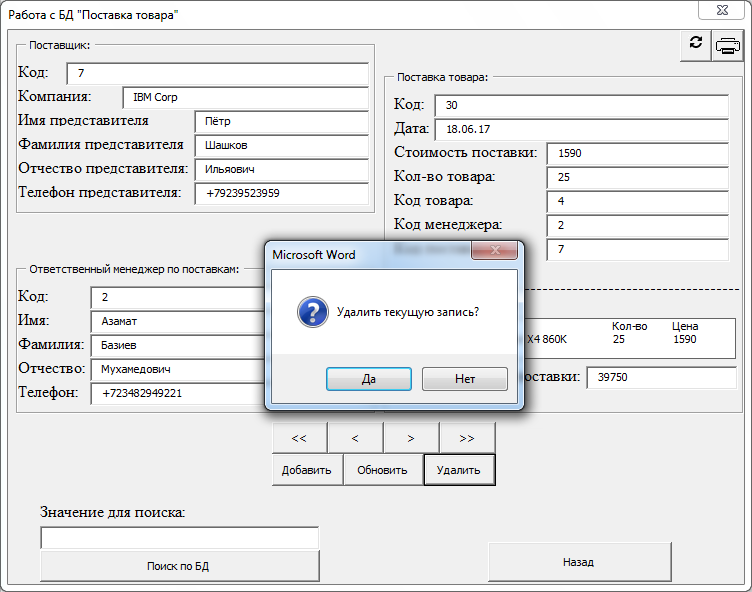 Работа с БД "Поставка товара"
Поставщик:
Код: 7
Компания: IBM Corp
Имя представителя Пётр
Фамилия представителя Шашков
Отчество представителя: Ильяович
Телефон представителя: +79239523959
Поставка товара:
Код: 30
Дата: 18.06.17
Стоимость поставки: 1590
Кол-во товара: 25
Код товара: 4
Код менеджера: 2
7
Ответственный менеджер по поставкам:
Код: 2
Имя: Азамат
Фамилия: Базиев
Отчество: Мухамедович
Телефон: +723482949221
Microsoft Word
Удалить текущую запись?
Да Нет
Кол-во Цена
X4 860K 25 1590
39750
<< < > >>
Добавить Обновить Удалить
Значение для поиска:
Поиск по БД
Назад